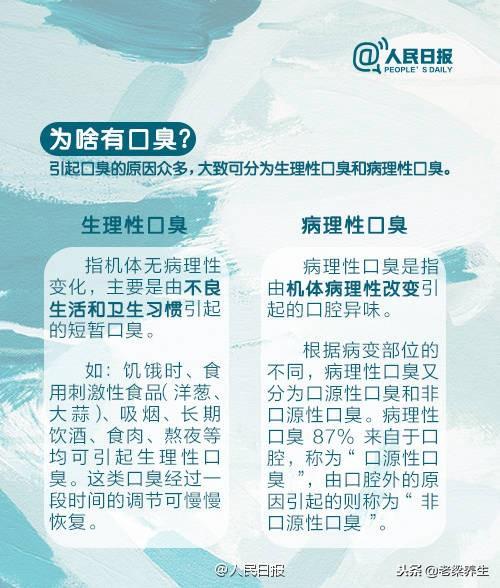 @人民日报
PEOPLE'S DAILY
为啥有口臭?
引起口臭的原因众多,大致可分为生理性口臭和病理性口臭。
生理性口臭
指机体无病理性
变化,主要是由不良
生活和卫生习惯引起
的短暂口臭。
如:饥饿时、食
用刺激性食品(洋葱、
大蒜)、吸烟、长期
饮酒、食肉、熬夜等
均可引起生理性口
臭。这类口臭经过一
段时间的调节可慢慢
恢复。
病理性口臭
病理性口臭是指
由机体病理性改变引
起的口腔异味。
根据病变部位的
不同,病理性口臭又
分为口源性口臭和非
口源性口臭。病理性
口臭 87% 来自于口
腔,称为“ 口源性口
臭 ”,由口腔外的原
因引起的则称为“ 非
口源性口臭 ”。
@人民日报
头条 @老梁养生